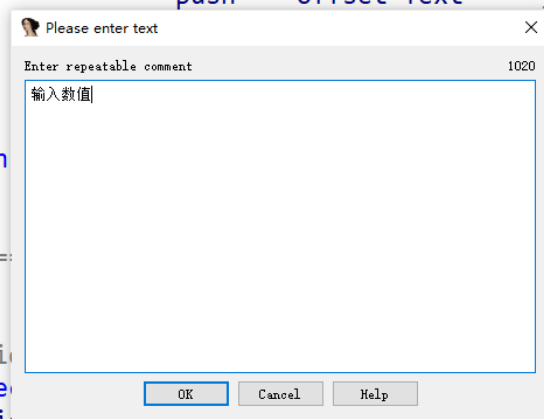 push offset Text
Please enter text
Enter repeatable comment 1020
输入数值
==
OK Cancel Help